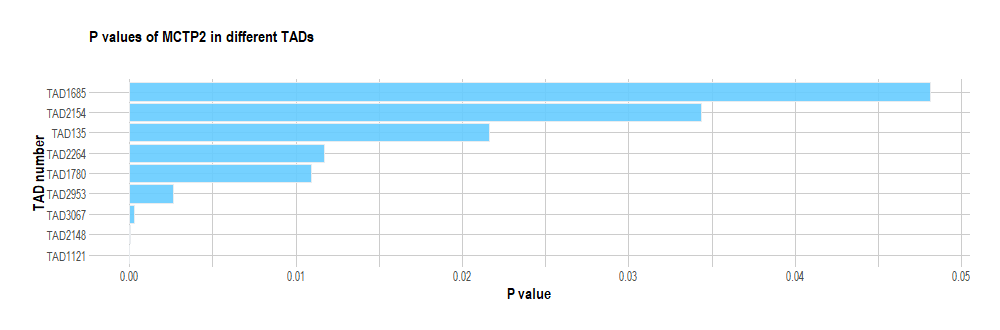 P values of MCTP2 in different TADs
TAD number
TAD1685
TAD2154
TAD135
TAD2264
TAD1780
TAD2953
TAD3067
TAD2148
TAD1121
0.00 0.01 0.02 0.03 0.04 0.05
P value